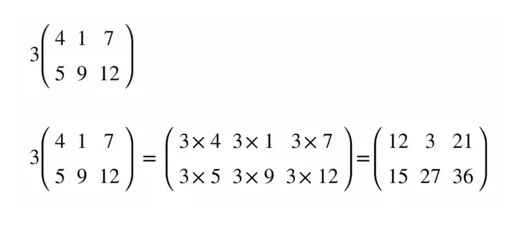 3(4 1 7
5 9 12)
3(4 1 7
5 9 12) = (3×4 3×1 3×7
3×5 3×9 3×12) = (12 3 21
15 27 36)